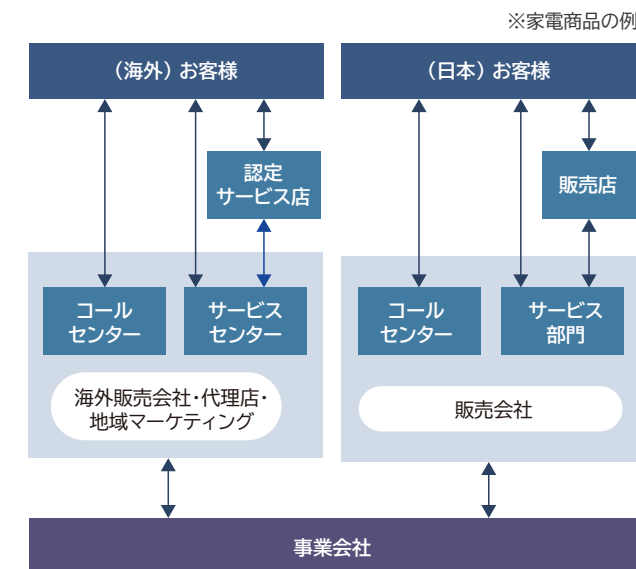 ※家電商品の例
（海外）お客様
（日本）お客様
認定
サービス店
販売店
コール
センター
サービス
センター
コール
センター
サービス
部門
海外販売会社・代理店・
地域マーケティング
販売会社
事業会社